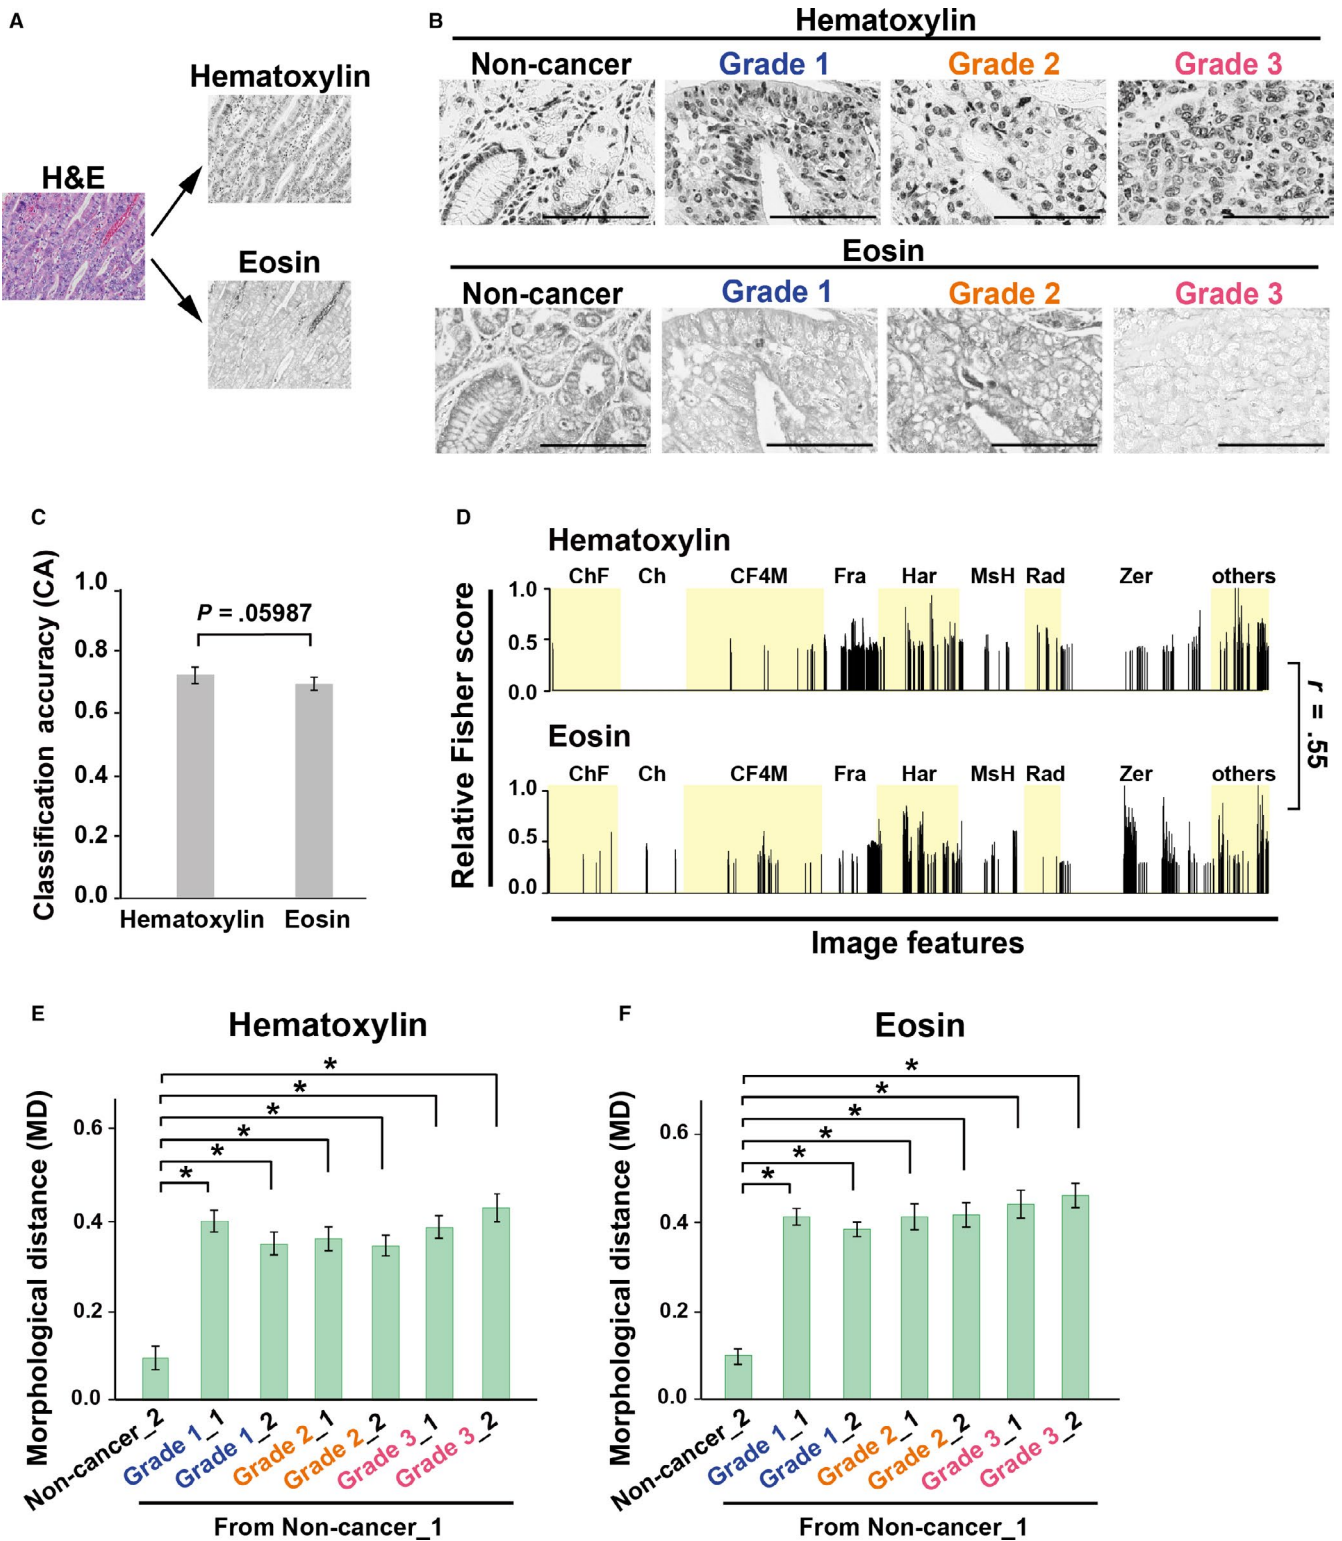 A
Hematoxylin
H&E
Eosin
B
Hematoxylin
Non-cancer Grade 1 Grade 2 Grade 3
Eosin
Non-cancer Grade 1 Grade 2 Grade 3
C
Classification accuracy (CA)
1.0
0.8
0.6
0.4
0.2
0.0
P = .05987
Hematoxylin Eosin
D
Relative Fisher score
Hematoxylin
ChF Ch CF4M Fra Har MsH Rad Zer others
1.0
0.5
0.0
Eosin
ChF Ch CF4M Fra Har MsH Rad Zer others
1.0
0.5
0.0
r = .55
Image features
E
Hematoxylin
Morphological distance (MD)
0.6
0.4
0.2
0.0
*
*
*
*
*
*
Non-cancer_2
Grade 1_1
Grade 1_2
Grade 2_1
Grade 2_2
Grade 3_1
Grade 3_2
From Non-cancer_1
F
Eosin
Morphological distance (MD)
0.6
0.4
0.2
0.0
*
*
*
*
*
*
Non-cancer_2
Grade 1_1
Grade 1_2
Grade 2_1
Grade 2_2
Grade 3_1
Grade 3_2
From Non-cancer_1